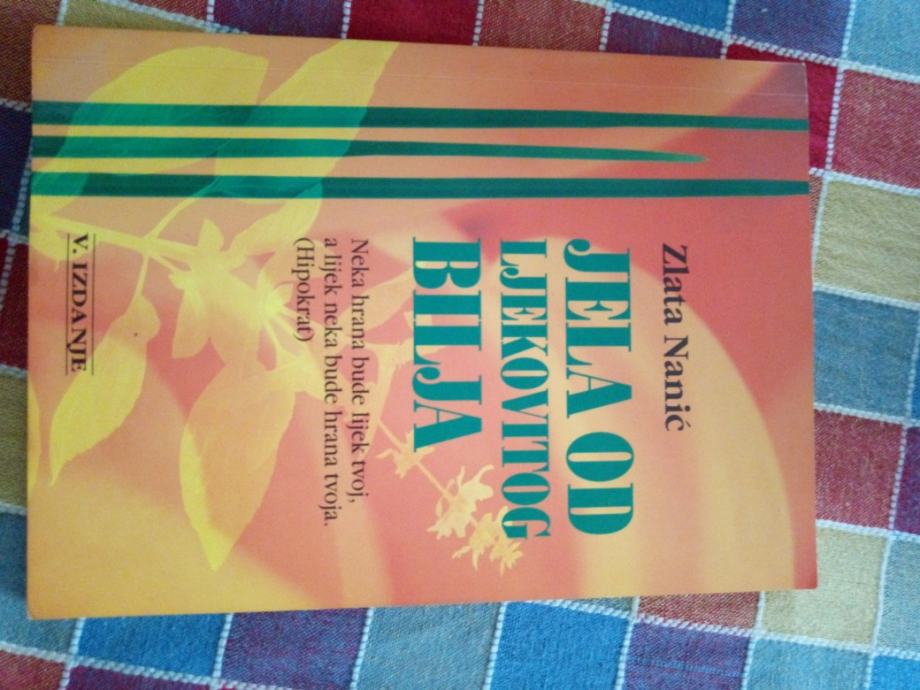 Zlata Nanić
JELA OD
LJEKOVITOG
BILJA
Neka hrana bude lijek tvoj,
a lijek neka bude hrana tvoja.
(Hipokrat)
V. IZDANJE